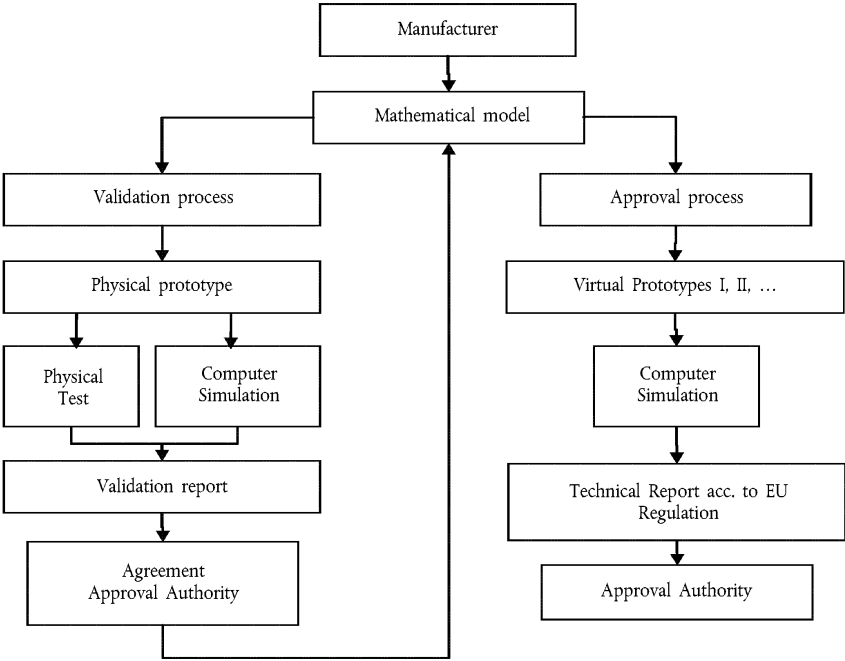 Manufacturer
Mathematical model
Validation process
Approval process
Physical prototype
Virtual Prototypes I, II, …
Physical
Test
Computer
Simulation
Computer
Simulation
Validation report
Technical Report acc. to EU
Regulation
Agreement
Approval Authority
Approval Authority